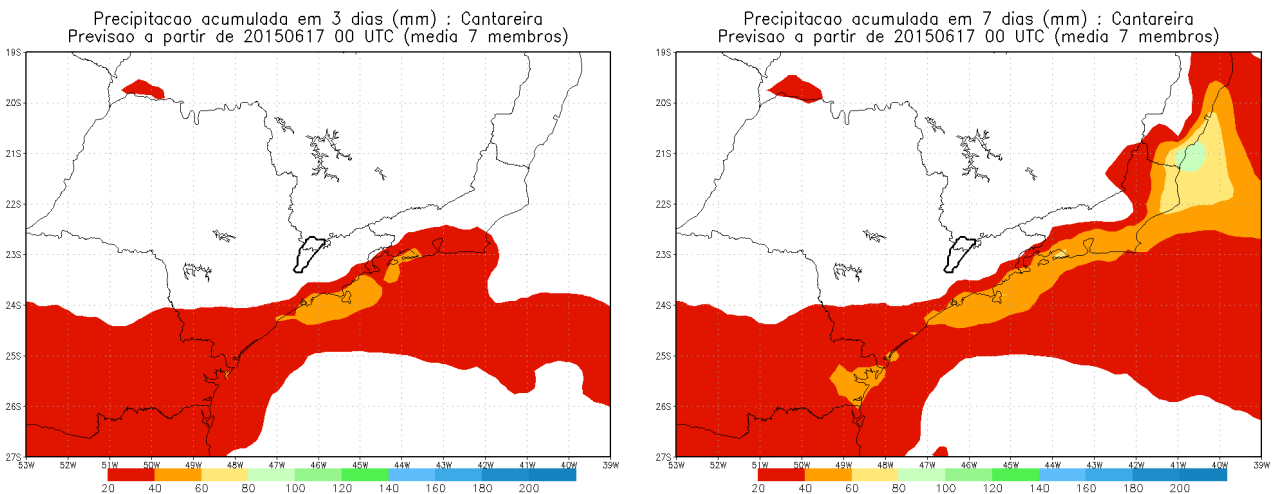 Precipitacao acumulada em 3 dias (mm) : Cantareira
Previsao a partir de 20150617 00 UTC (media 7 membros)
19S
20S
21S
22S
23S
24S
25S
26S
27S
53W 52W 51W 50W 49W 48W 47W 46W 45W 44W 43W 42W 41W 40W 39W
20 40 60 80 100 120 140 160 180 200
Precipitacao acumulada em 7 dias (mm) : Cantareira
Previsao a partir de 20150617 00 UTC (media 7 membros)
19S
20S
21S
22S
23S
24S
25S
26S
27S
53W 52W 51W 50W 49W 48W 47W 46W 45W 44W 43W 42W 41W 40W 39W
20 40 60 80 100 120 140 160 180 200